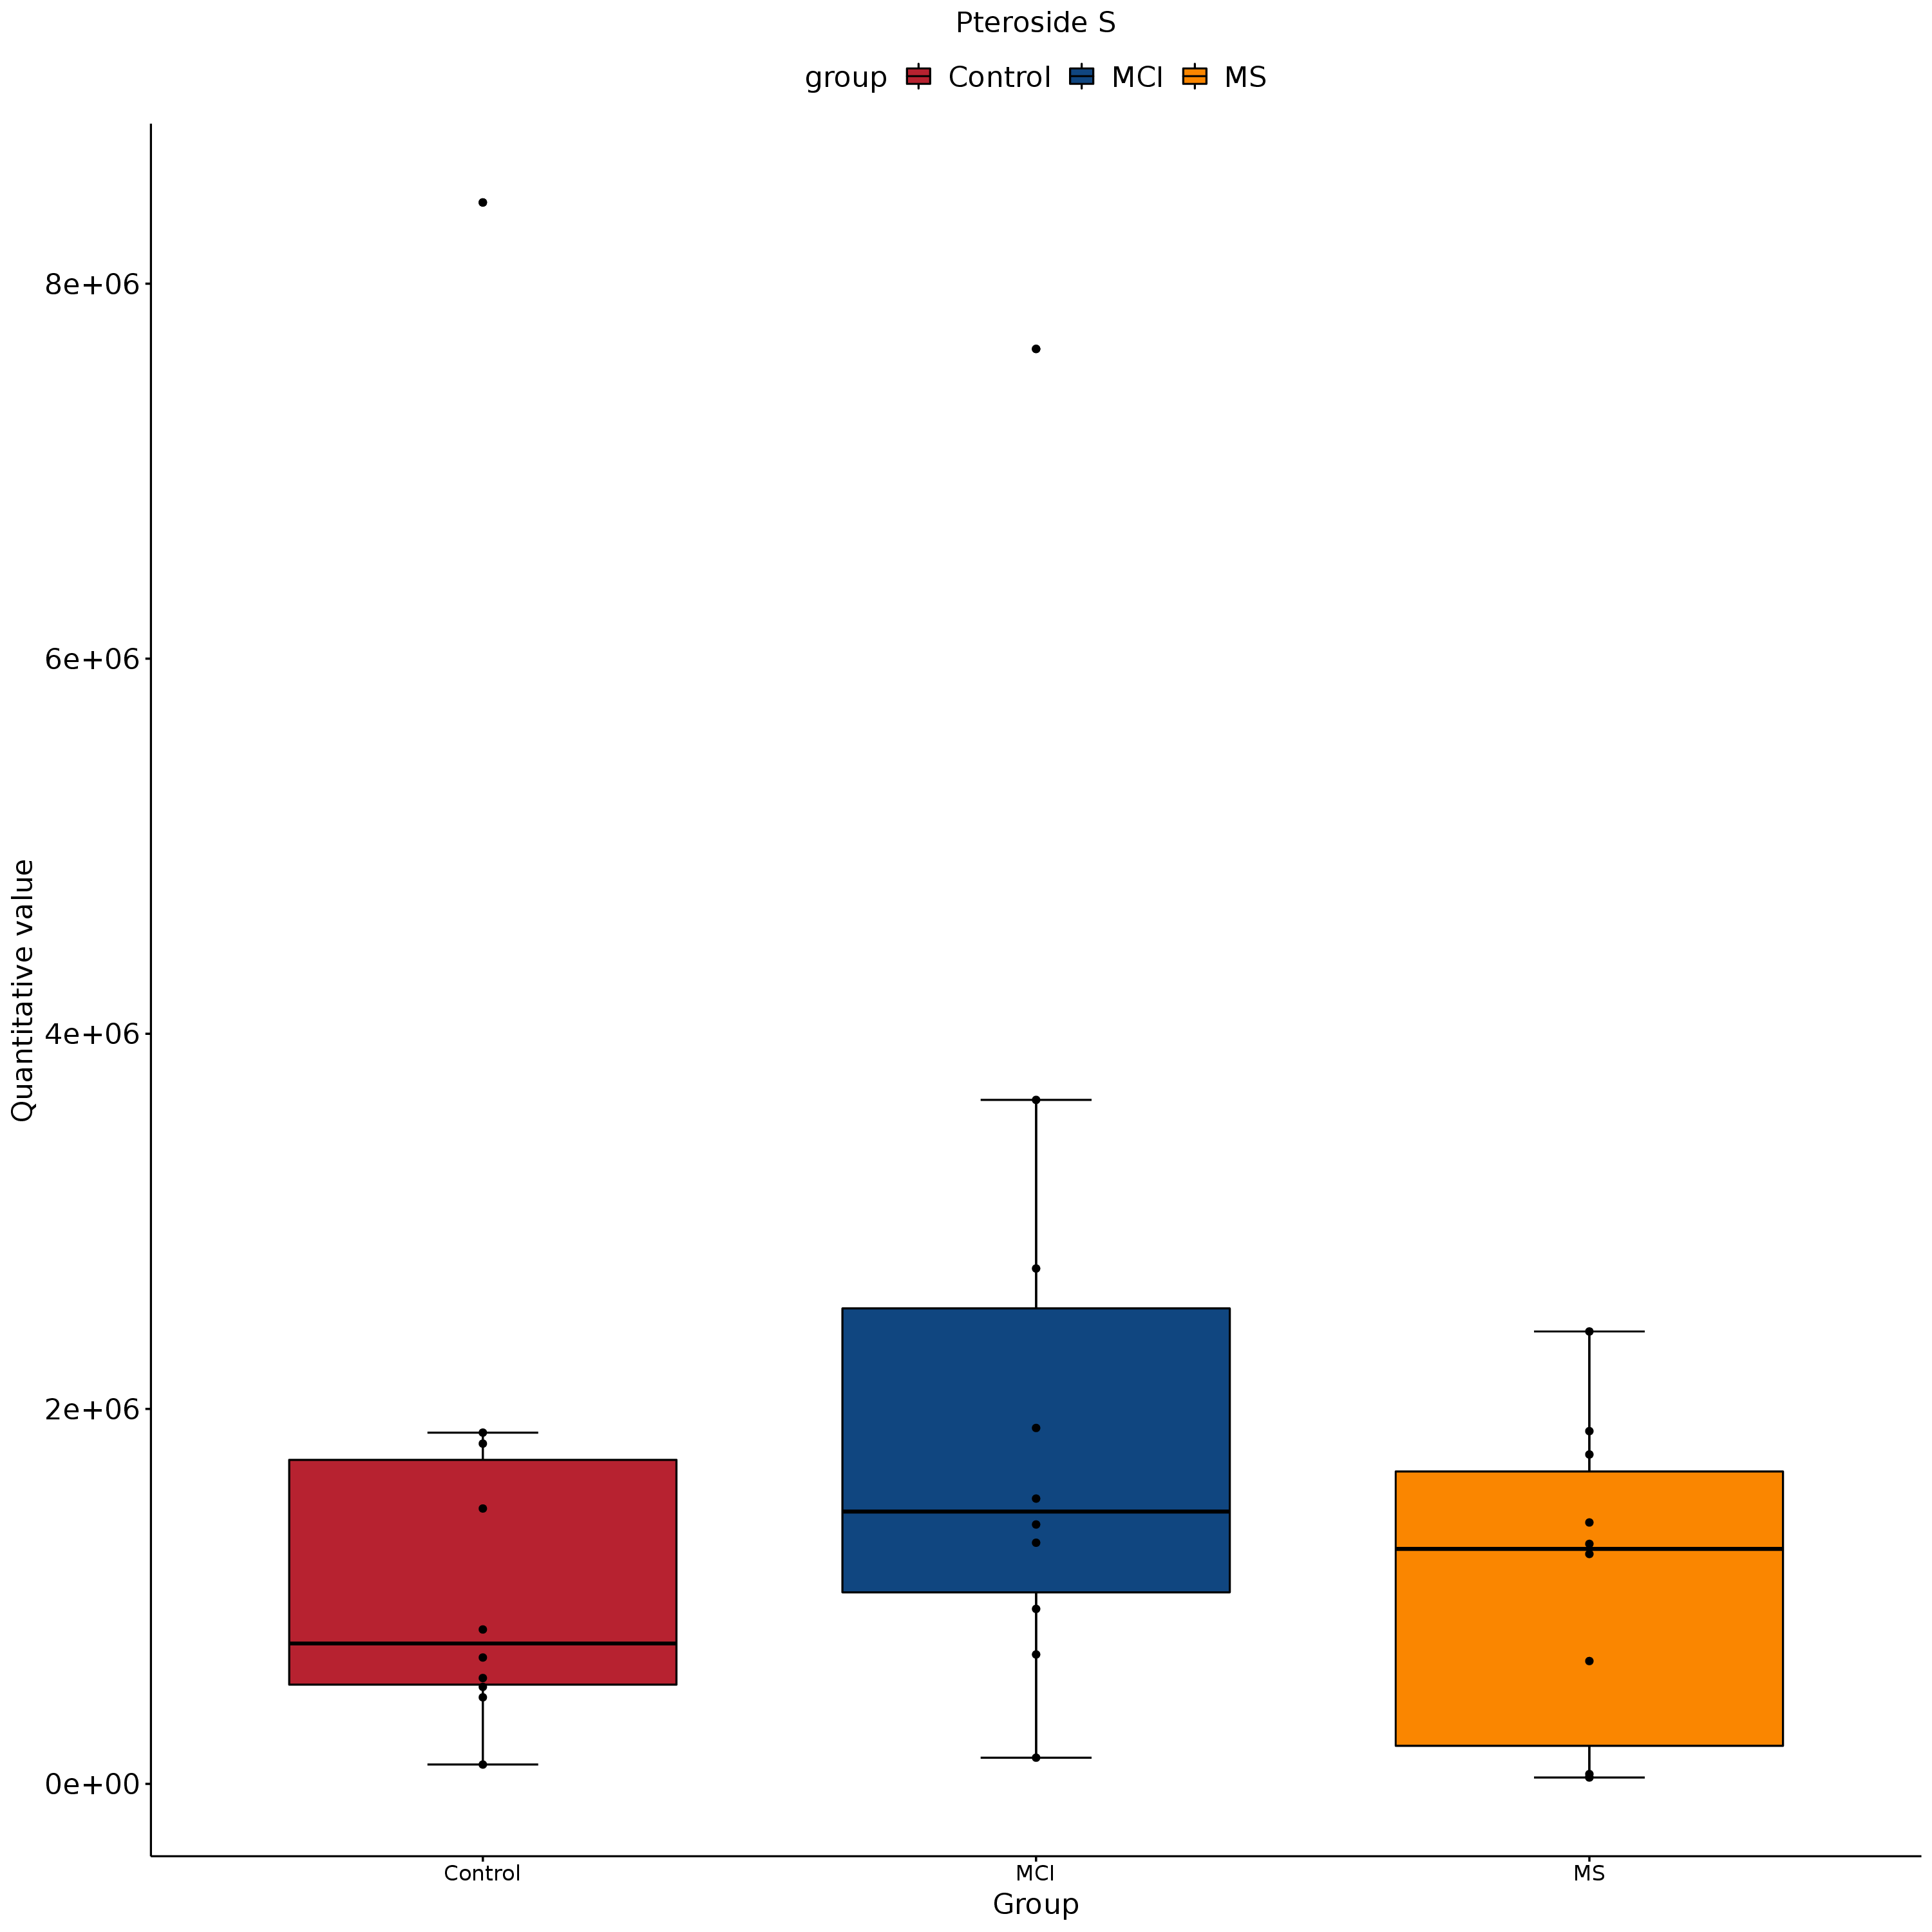 Pteroside S
group Control MCI MS
8e+06
6e+06
4e+06
2e+06
0e+00
Quantitative value
Control MCI MS
Group